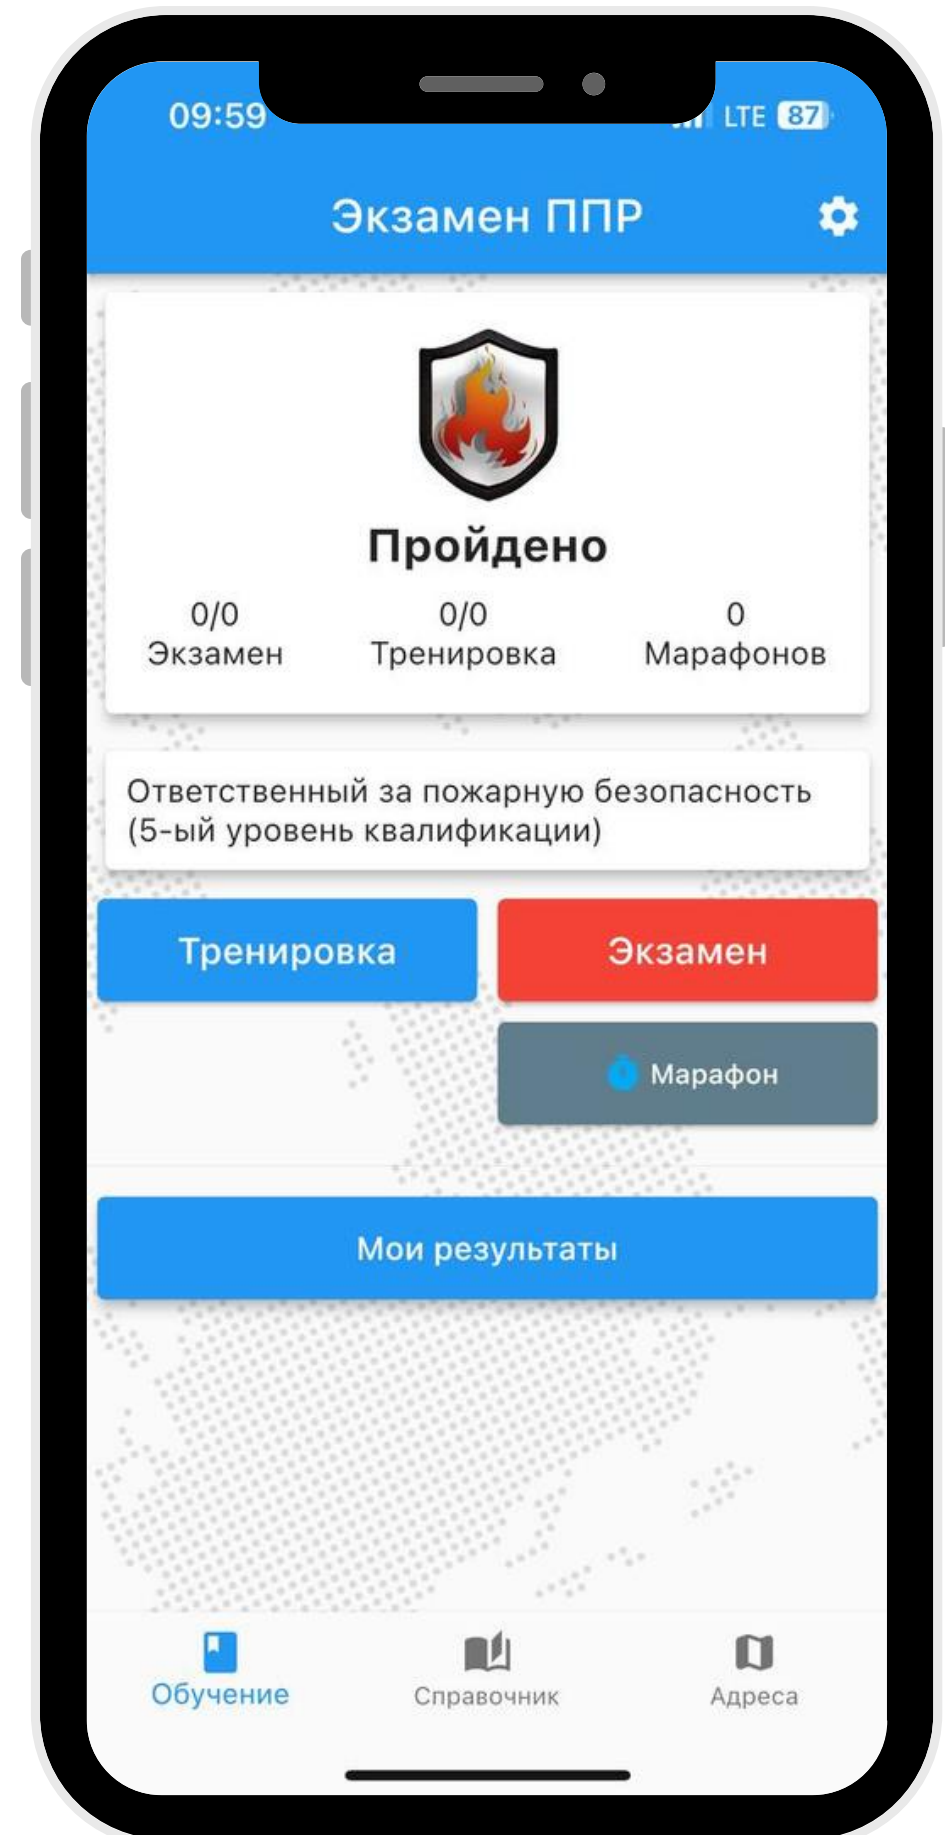 09:59 LTE 87
Экзамен ППР
Пройдено
0/0 0/0 0
Экзамен Тренировка Марафонов
Ответственный за пожарную безопасность
(5-ый уровень квалификации)
Тренировка Экзамен
Марафон
Мои результаты
Обучение Справочник Адреса